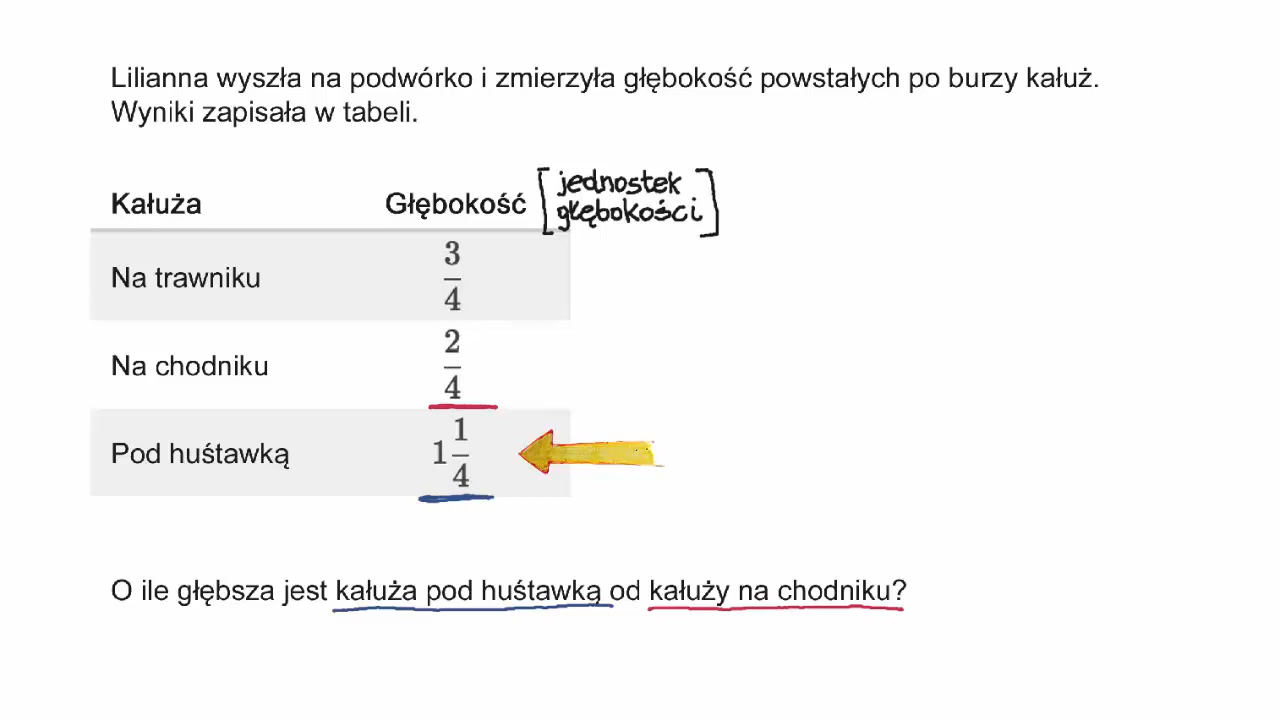 Lilianna wyszła na podwórko i zmierzyła głębokość powstałych po burzy kałuż.
Wyniki zapisała w tabeli.
Kałuża Głębokość [jednostek głębokości]
Na trawniku 3/4
Na chodniku 2/4
Pod huśtawką 1 1/4
O ile głębsza jest kałuża pod huśtawką od kałuży na chodniku?